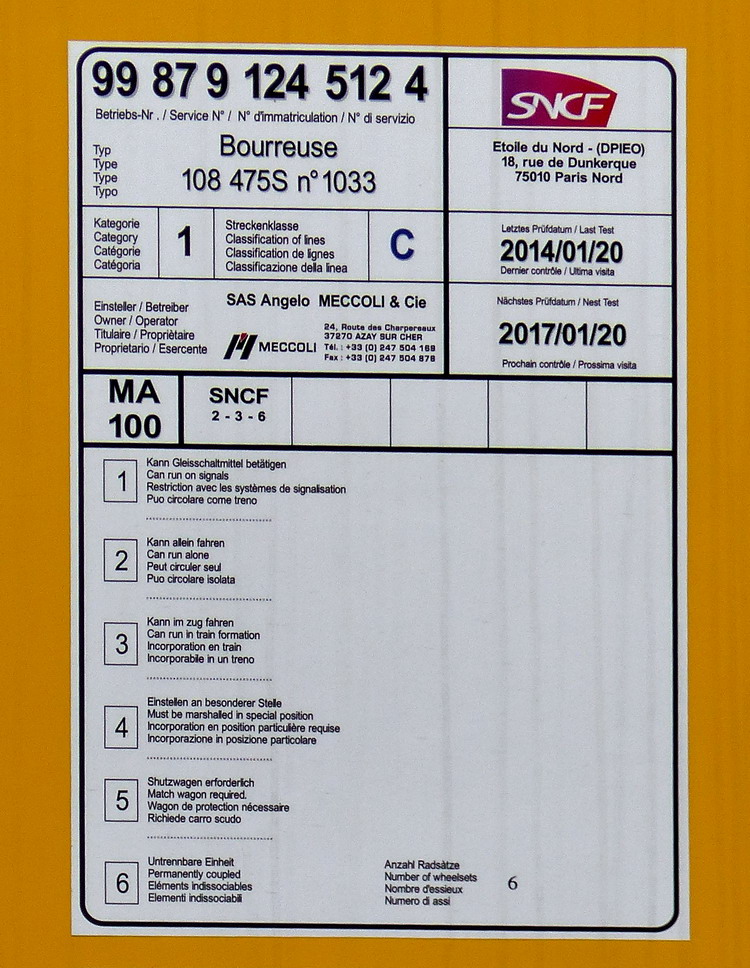 99 87 9 124 512 4
Betriebs-Nr . / Service N° / N° d'immatriculation / N° di servizio
Typ
Type
Type
Typo
Bourreuse
108 475S n°1033
SNCF
Etoile du Nord - (DPIEO)
18, rue de Dunkerque
75010 Paris Nord
Kategorie
Category
Catégorie
Catégoria
1
Streckenklasse
Classification of lines
Classification de lignes
Classificazione della linea
C
Letztes Prüfdatum / Last Test
2014/01/20
Dernier contrôle / Ultima visita
Einsteller / Betreiber
Owner / Operator
Titulaire / Propriètaire
Proprietario / Esercente
SAS Angelo MECCOLI & Cie
MECCOLI
24, Route des Charpereaux
37270 AZAY SUR CHER
Tél. : +33 (0) 247 504 169
Fax : +33 (0) 247 504 878
Nächstes Prüfdatum / Nest Test
2017/01/20
Prochain contrôle / Prossima visita
MA
100
SNCF
2 - 3 - 6
1
Kann Gleisschaltmittel betätigen
Can run on signals
Restriction avec les systèmes de signalisation
Puo circolare come treno
2
Kann allein fahren
Can run alone
Peut circuler seul
Puo circolare isolata
3
Kann im zug fahren
Can run in train formation
Incorporation en train
Incorporabile in un treno
4
Einstellen an besonderer Stelle
Must be marshalled in special position
Incorporation en position particulière requise
Incorporazione in posizione particolare
5
Shutzwagen erforderlich
Match wagon required.
Wagon de protection nécessaire
Richiede carro scudo
6
Untrennbare Einheit
Permanently coupled
Eléments indissociables
Elementi indissociabili
Anzahl Radsàtze
Number of wheelsets
Nombre d'essieux
Numero di assi
6